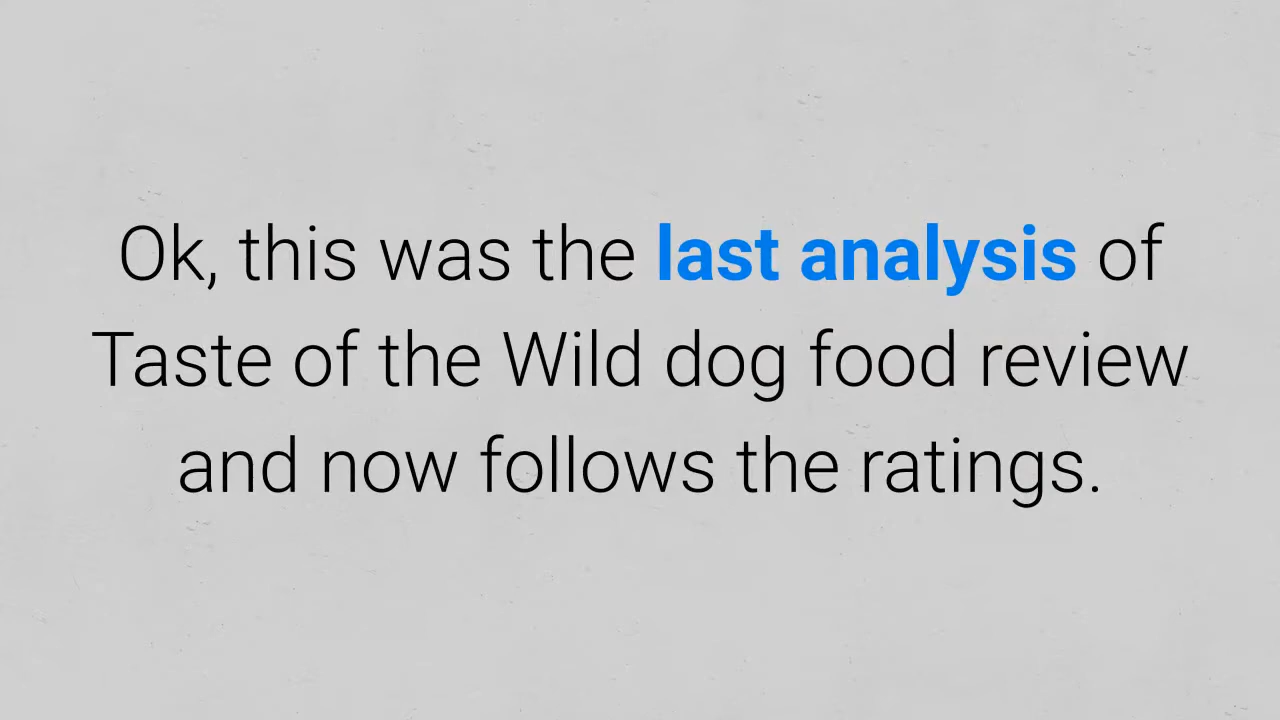 Ok, this was the last analysis of
Taste of the Wild dog food review
and now follows the ratings.